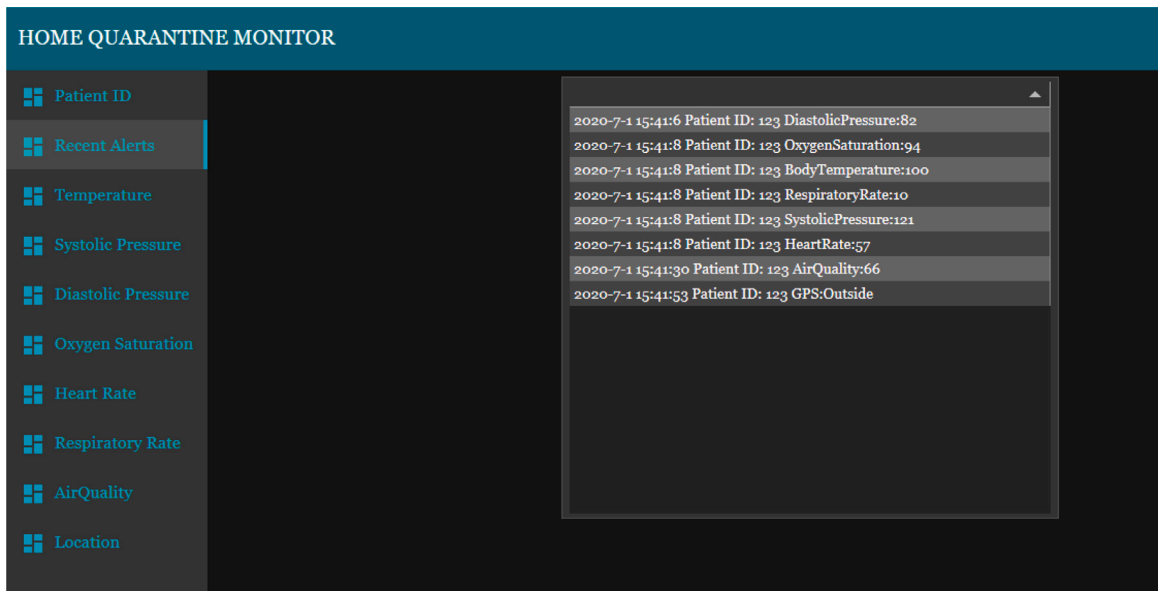 HOME QUARANTINE MONITOR
Patient ID
Recent Alerts
Temperature
Systolic Pressure
Diastolic Pressure
Oxygen Saturation
Heart Rate
Respiratory Rate
AirQuality
Location
2020-7-1 15:41:6 Patient ID: 123 DiastolicPressure:82
2020-7-1 15:41:8 Patient ID: 123 OxygenSaturation:94
2020-7-1 15:41:8 Patient ID: 123 BodyTemperature:100
2020-7-1 15:41:8 Patient ID: 123 RespiratoryRate:10
2020-7-1 15:41:8 Patient ID: 123 SystolicPressure:121
2020-7-1 15:41:8 Patient ID: 123 HeartRate:57
2020-7-1 15:41:30 Patient ID: 123 AirQuality:66
2020-7-1 15:41:53 Patient ID: 123 GPS:Outside